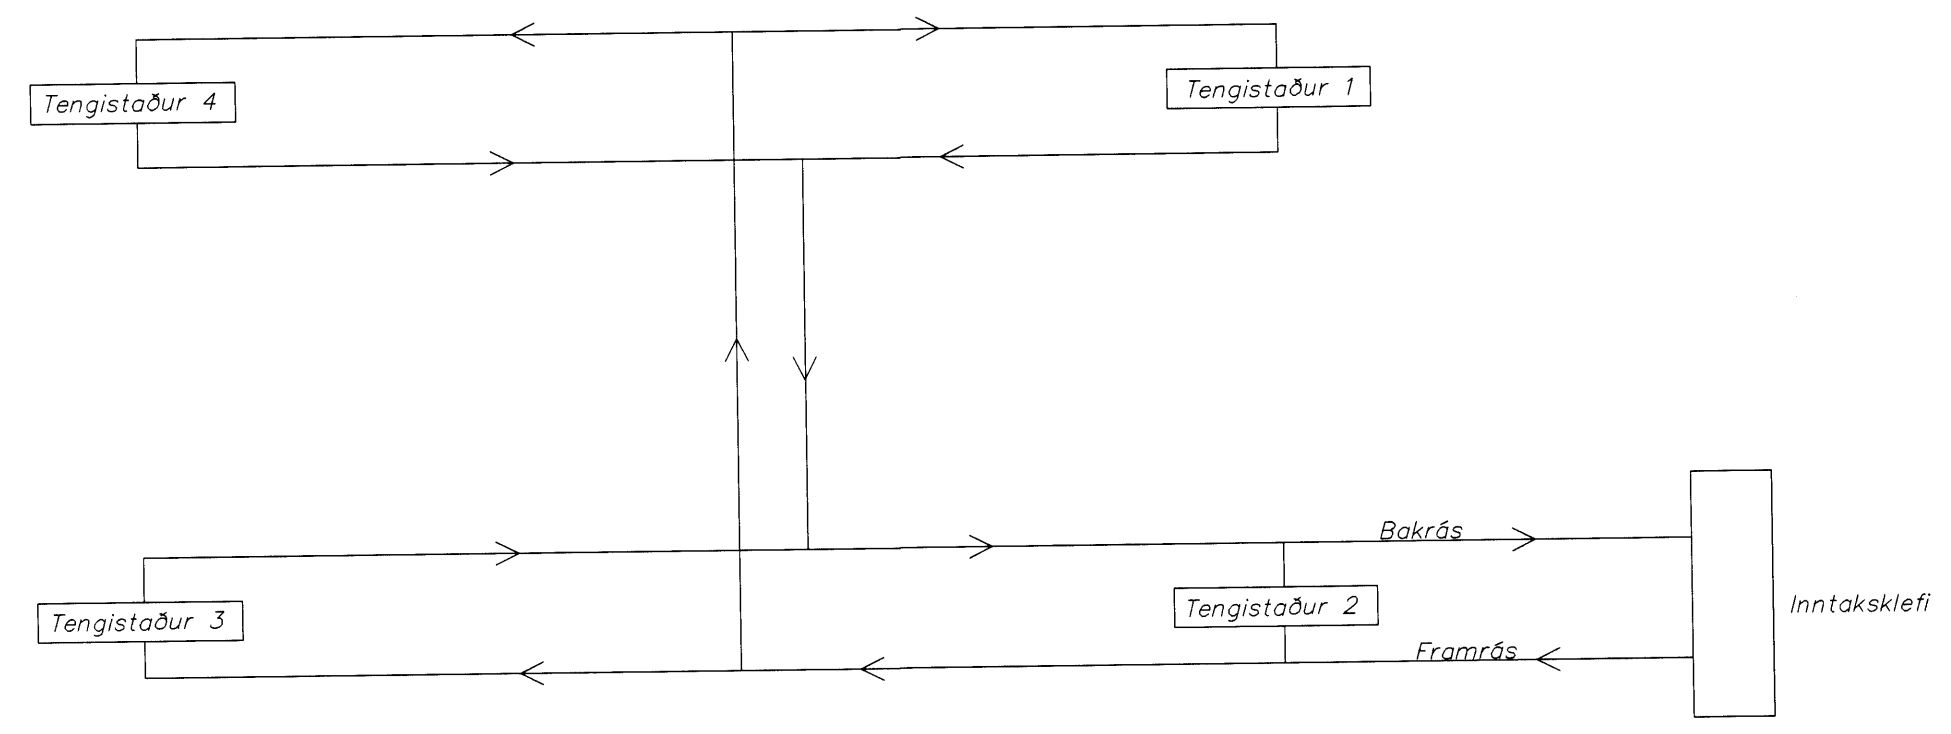 Tengistaður 4
Tengistaður 1
Bakrás
Tengistaður 3
Tengistaður 2
Inntaksklefi
Framrás